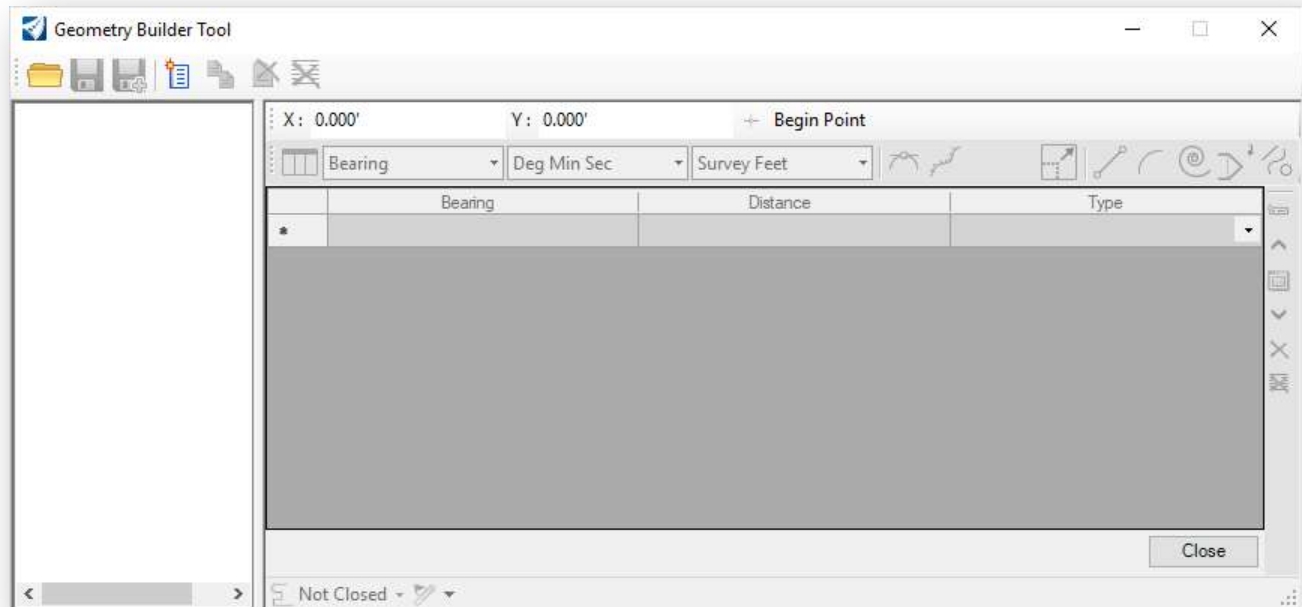 Geometry Builder Tool
X: 0.000' Y: 0.000' Begin Point
Bearing Deg Min Sec Survey Feet
Bearing Distance Type
*
Close
Not Closed